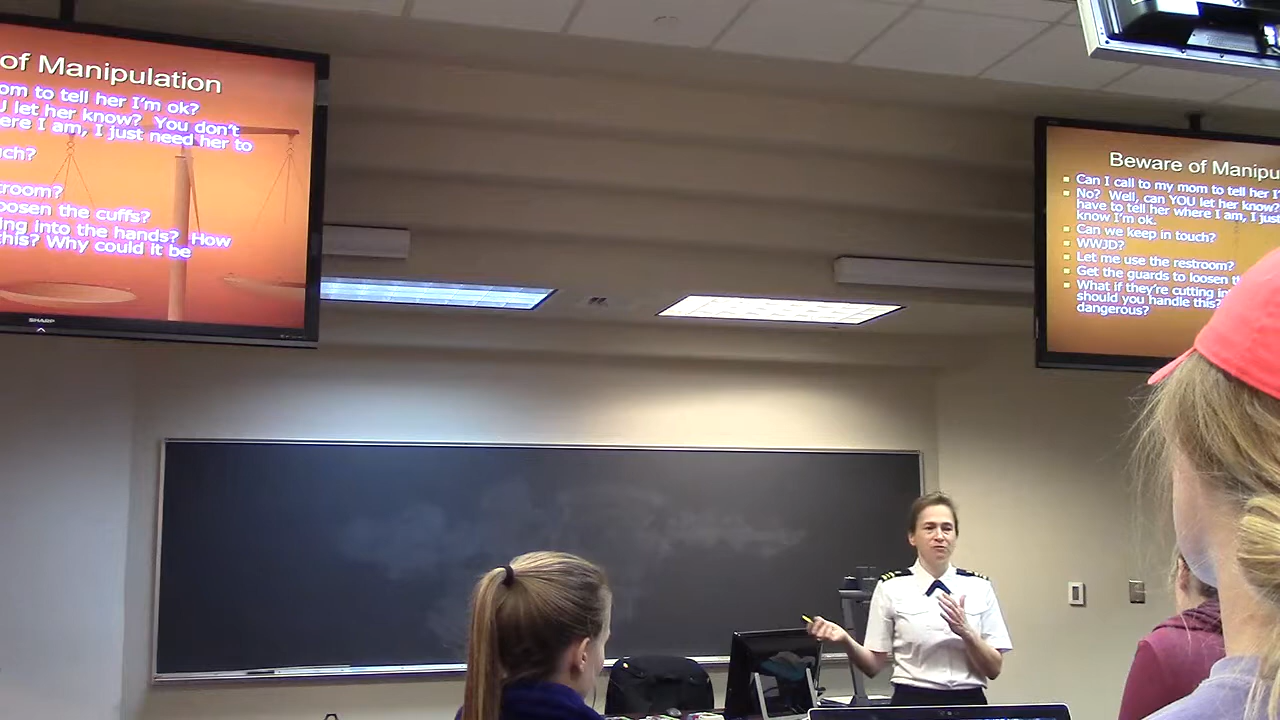 of Manipulation
om to tell her I'm ok?
U let her know? You don't
ere I am, I just need her to
uch?
troom?
oosen the cuffs?
ing into the hands? How
this? Why could it be
SHARP
Beware of Manipu
Can I call to my mom to tell her I'
No? Well, can YOU let her know?
have to tell her where I am, I jus
know I'm ok.
Can we keep in touch?
WWJD?
Let me use the restroom?
Get the guards to loosen t
What if they're cutting in
should you handle this?
dangerous?